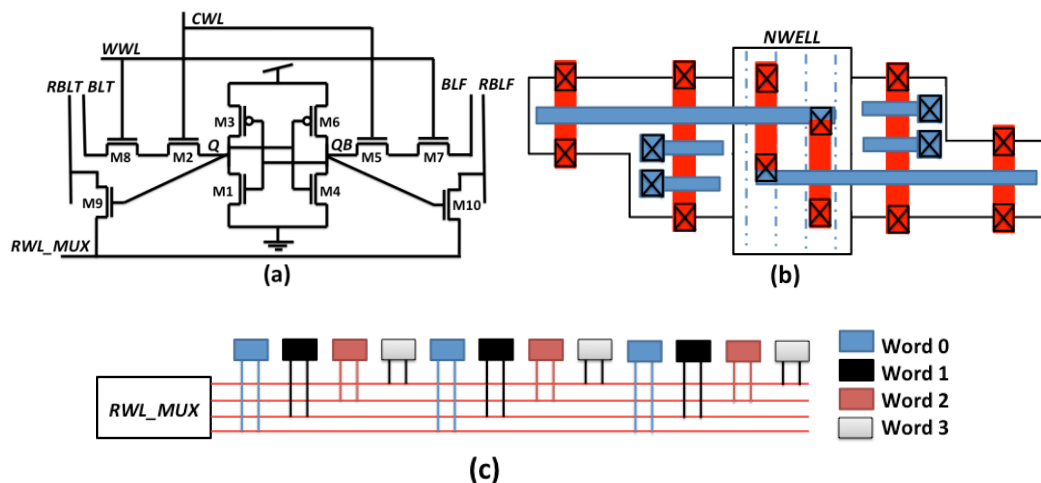 CWL
WWL
RBLT BLT
BLF RBLF
M3
M6
M8
M2
Q
QB
M5
M7
M1
M4
M9
M10
RWL_MUX
(a)
NWELL
(b)
RWL_MUX
Word 0
Word 1
Word 2
Word 3
(c)